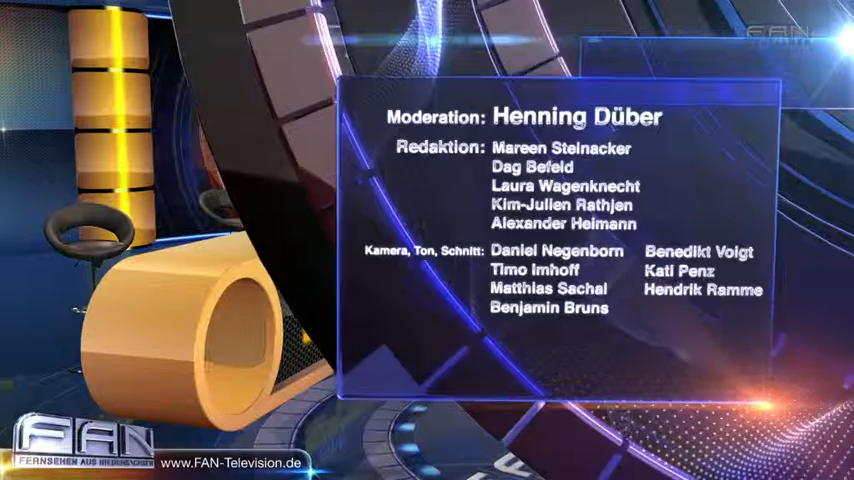 FAN
Moderation: Henning Düber
Redaktion: Mareen Steinacker
Dag Befeld
Laura Wagenknecht
Kim-Julien Rathjen
Alexander Heimann
Kamera, Ton, Schnitt: Daniel Negenborn Benedikt Voigt
Timo Imhoff Kati Penz
Matthias Sachal Hendrik Ramme
Benjamin Bruns
FAN
FERNSEHEN AUS NIEDERSACHSEN
www.FAN-Television.de